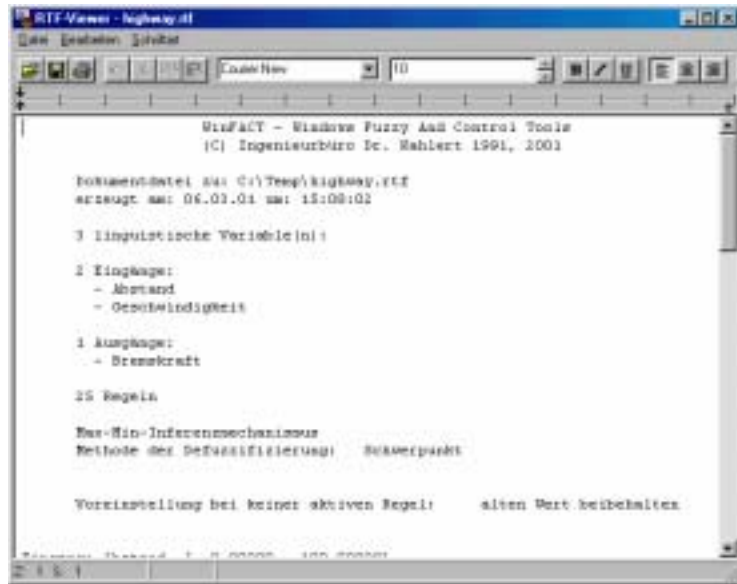 RTF-Viewer - highway.rtf
Datei Bearbeiten Schriftart
Courier New 10
WinFACT - Windows Fuzzy And Control Tools
(C) Ingenieurbüro Dr. Kahlert 1991, 2001
Dokumentdatei zu: C:\Temp\highway.rtf
erzeugt am: 06.03.01 um: 15:08:02
3 linguistische Variable(n):
2 Eingänge:
- Abstand
- Geschwindigkeit
1 Ausgänge:
- Bremskraft
25 Regeln
Max-Min-Inferenzmechanismus
Methode der Defuzzifizierung: Schwerpunkt
Voreinstellung bei keiner aktiven Regel: alten Wert beibehalten
Z: 1 S: 1